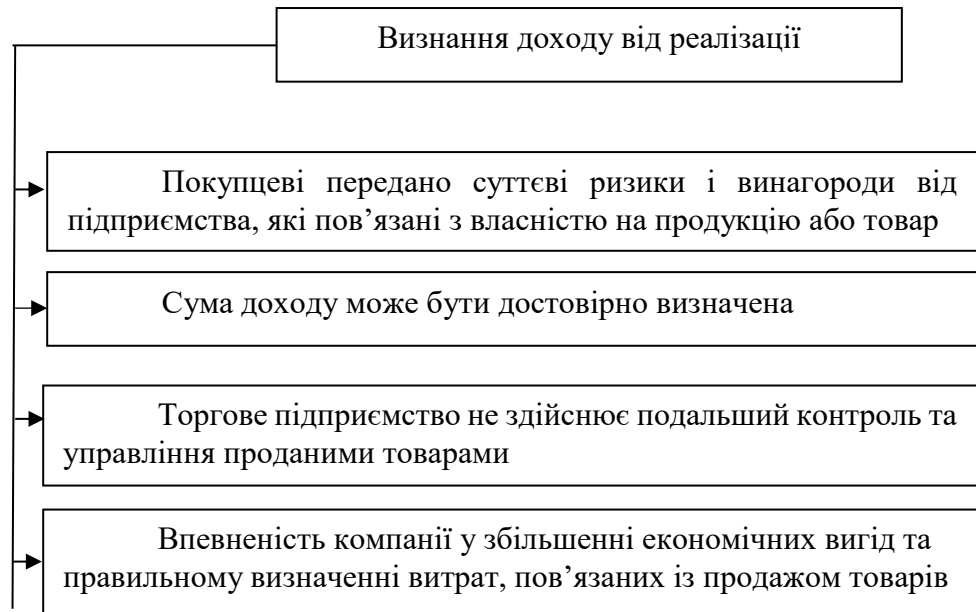 Визнання доходу від реалізації
Покупцеві передано суттєві ризики і винагороди від
підприємства, які пов’язані з власністю на продукцію або товар
Сума доходу може бути достовірно визначена
Торгове підприємство не здійснює подальший контроль та
управління проданими товарами
Впевненість компанії у збільшенні економічних вигід та
правильному визначенні витрат, пов’язаних із продажом товарів